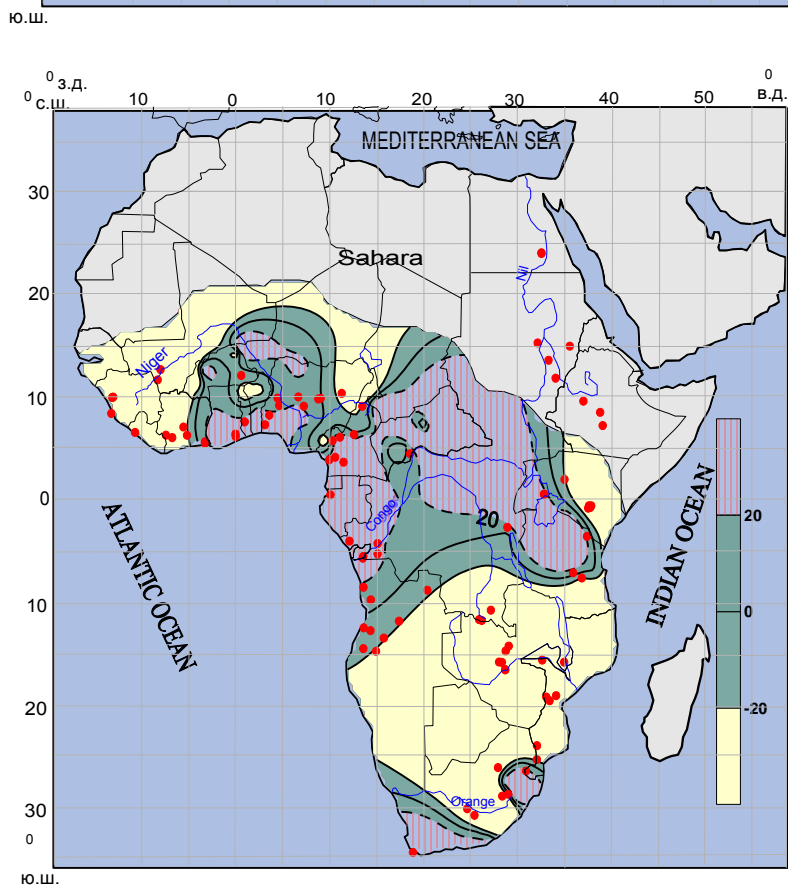 ю.ш.
0 з.д.
0
в.д.
0 с.ш.
10 0 10 20 30 40 50
MEDITERRANEAN SEA
30
Sahara
Nil
20
Niger
10
0
Congo
20
ATLANTIC OCEAN
INDIAN OCEAN
20
0
-20
10
20
Orange
30
0
ю.ш.